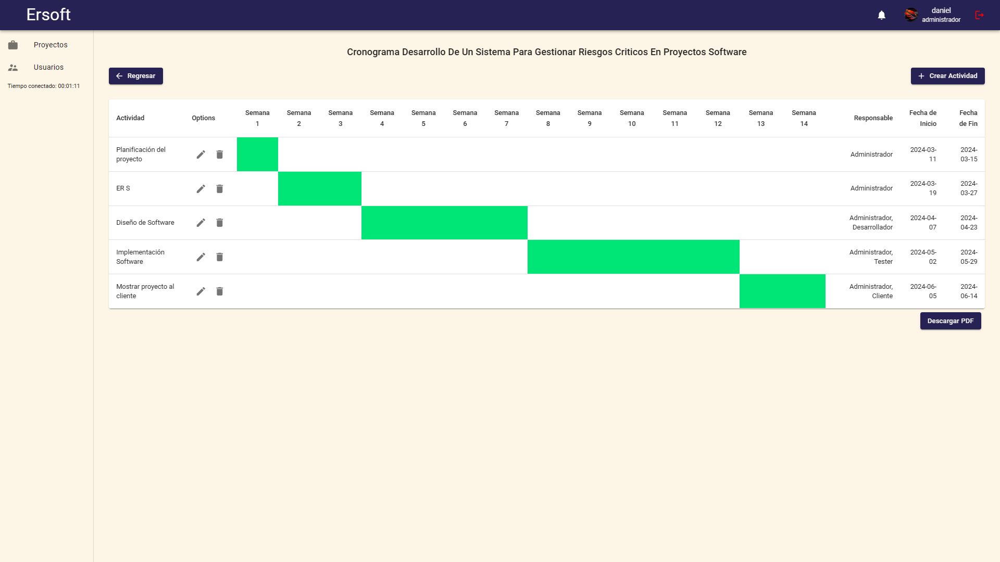 Ersoft
daniel
administrador
Proyectos
Usuarios
Tiempo conectado: 00:01:11
Cronograma Desarrollo De Un Sistema Para Gestionar Riesgos Criticos En Proyectos Software
Regresar
Crear Actividad
Actividad Options Semana 1 Semana 2 Semana 3 Semana 4 Semana 5 Semana 6 Semana 7 Semana 8 Semana 9 Semana 10 Semana 11 Semana 12 Semana 13 Semana 14 Responsable Fecha de Inicio Fecha de Fin
Planificación del proyecto Administrador 2024-03-11 2024-03-15
ER S Administrador 2024-03-19 2024-03-27
Diseño de Software Administrador, Desarrollador 2024-04-07 2024-04-23
Implementación Software Administrador, Tester 2024-05-02 2024-05-29
Mostrar proyecto al cliente Administrador, Cliente 2024-06-05 2024-06-14
Descargar PDF